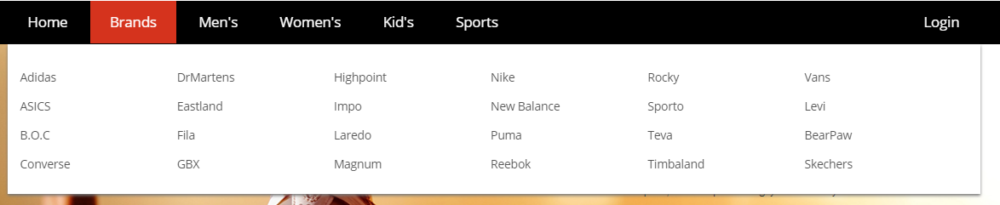 Home Brands Men's Women's Kid's Sports Login
Adidas DrMartens Highpoint Nike Rocky Vans
ASICS Eastland Impo New Balance Sporto Levi
B.O.C Fila Laredo Puma Teva BearPaw
Converse GBX Magnum Reebok Timbaland Skechers